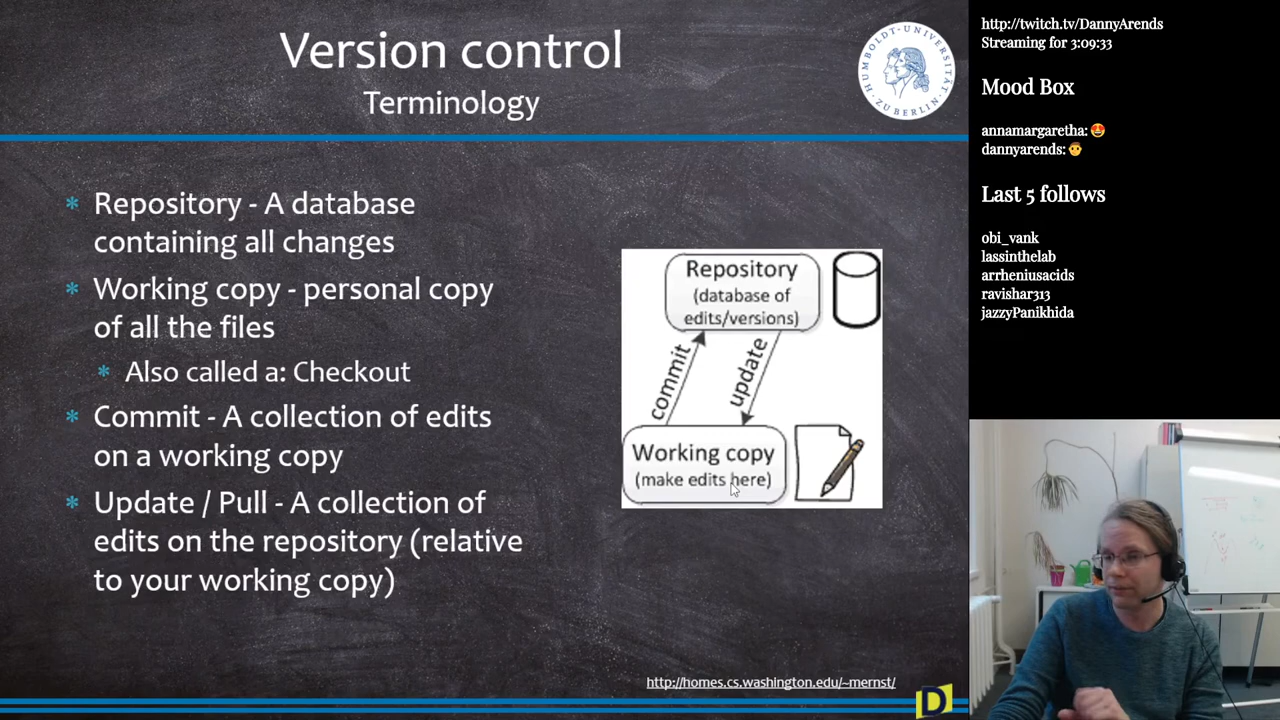 Version control
Terminology
HUMBOLDT-UNIVERSITÄT
ZU BERLIN
* Repository - A database
containing all changes
* Working copy - personal copy
of all the files
* Also called a: Checkout
* Commit - A collection of edits
on a working copy
* Update / Pull - A collection of
edits on the repository (relative
to your working copy)
Repository
(database of
edits/versions)
commit
update
Working copy
(make edits here)
http://homes.cs.washington.edu/~mernst/
D
http://twitch.tv/DannyArends
Streaming for 3:09:33
Mood Box
annamargaretha: 😍
dannyarends: 👨
Last 5 follows
obi_vank
lassinthelab
arrheniusacids
ravishar313
jazzyPanikhida